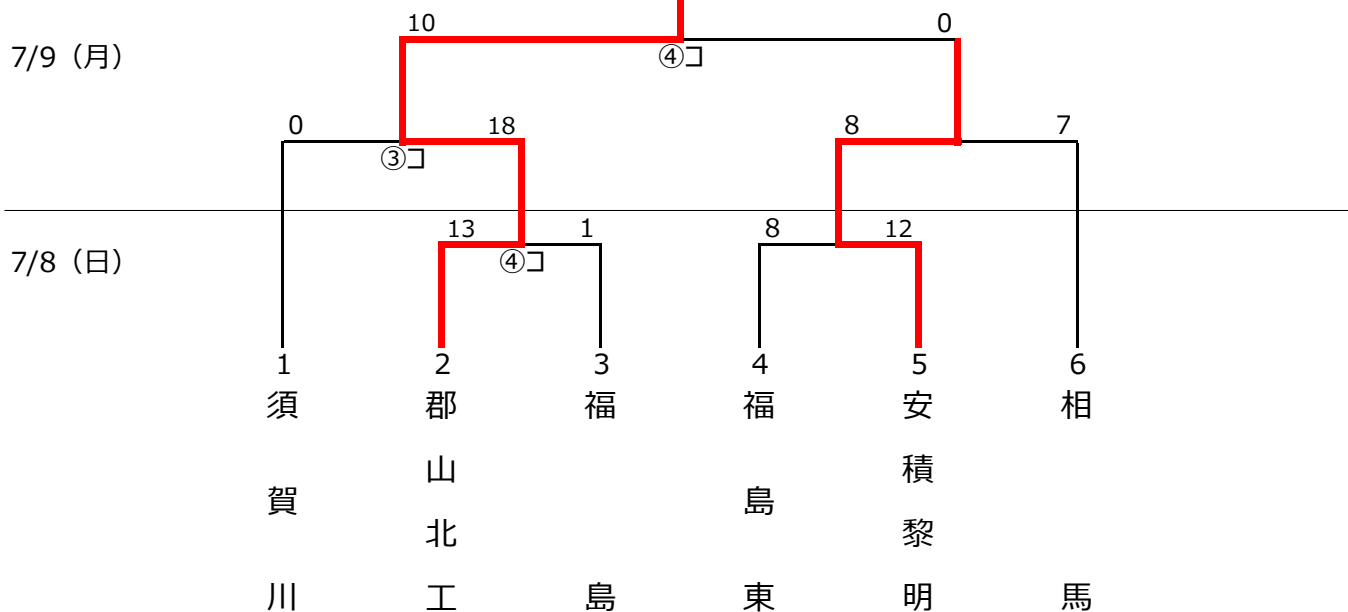 10 0
7/9（月）
④コ
0 18 8 7
③コ
13 1 8 12
7/8（日）
④コ
1 2 3 4 5 6
須賀川
郡山北工
福島
福島東
安積黎明
相馬